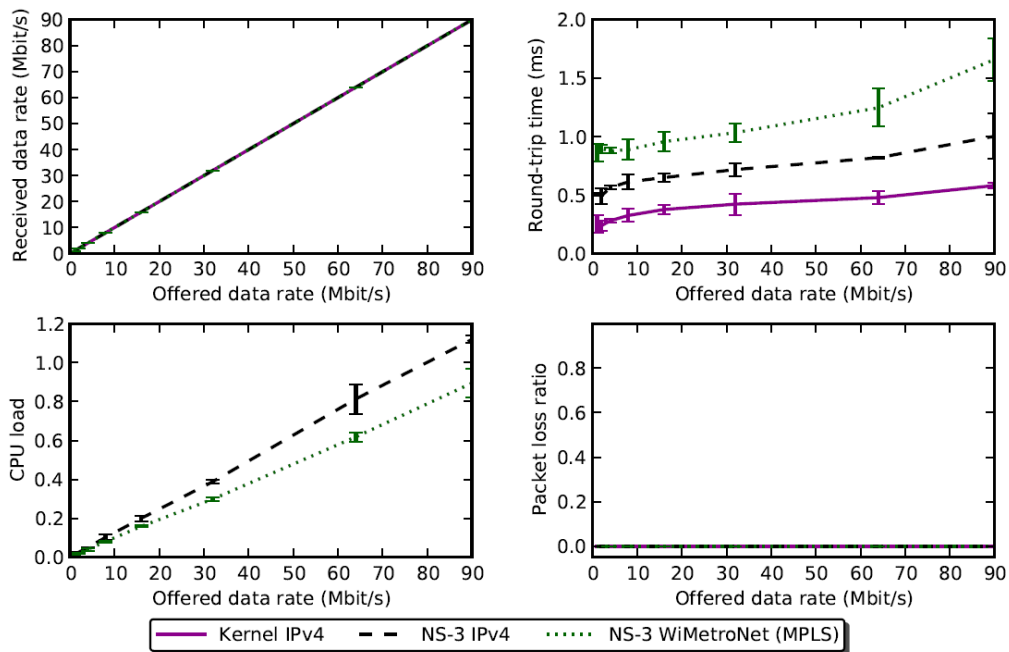 Received data rate (Mbit/s)
90
80
70
60
50
40
30
20
10
0
0 10 20 30 40 50 60 70 80 90
Offered data rate (Mbit/s)
Round-trip time (ms)
2.0
1.5
1.0
0.5
0.0
0 10 20 30 40 50 60 70 80 90
Offered data rate (Mbit/s)
CPU load
1.2
1.0
0.8
0.6
0.4
0.2
0.0
0 10 20 30 40 50 60 70 80 90
Offered data rate (Mbit/s)
Packet loss ratio
0.8
0.6
0.4
0.2
0.0
0 10 20 30 40 50 60 70 80 90
Offered data rate (Mbit/s)
Kernel IPv4 NS-3 IPv4 NS-3 WiMetroNet (MPLS)